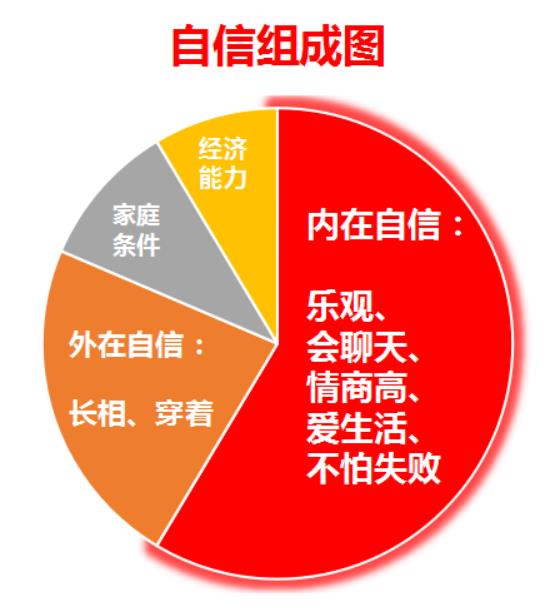 自信组成图
经济
能力
家庭
条件
内在自信：
乐观、
会聊天、
情商高、
爱生活、
不怕失败
外在自信：
长相、穿着